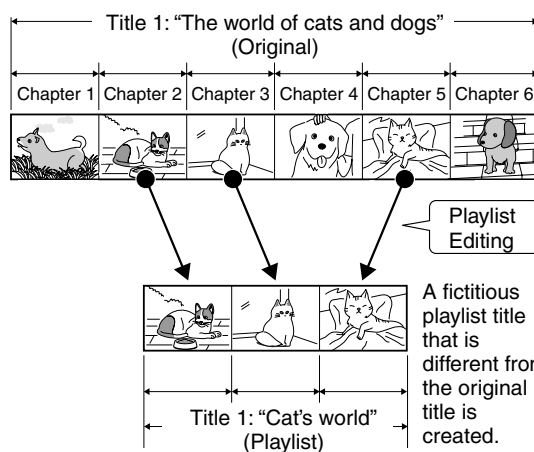 Title 1: “The world of cats and dogs”
(Original)
Chapter 1 Chapter 2 Chapter 3 Chapter 4 Chapter 5 Chapter 6
Playlist
Editing
A fictitious
playlist title
that is
different from
the original
title is
created.
Title 1: “Cat’s world”
(Playlist)